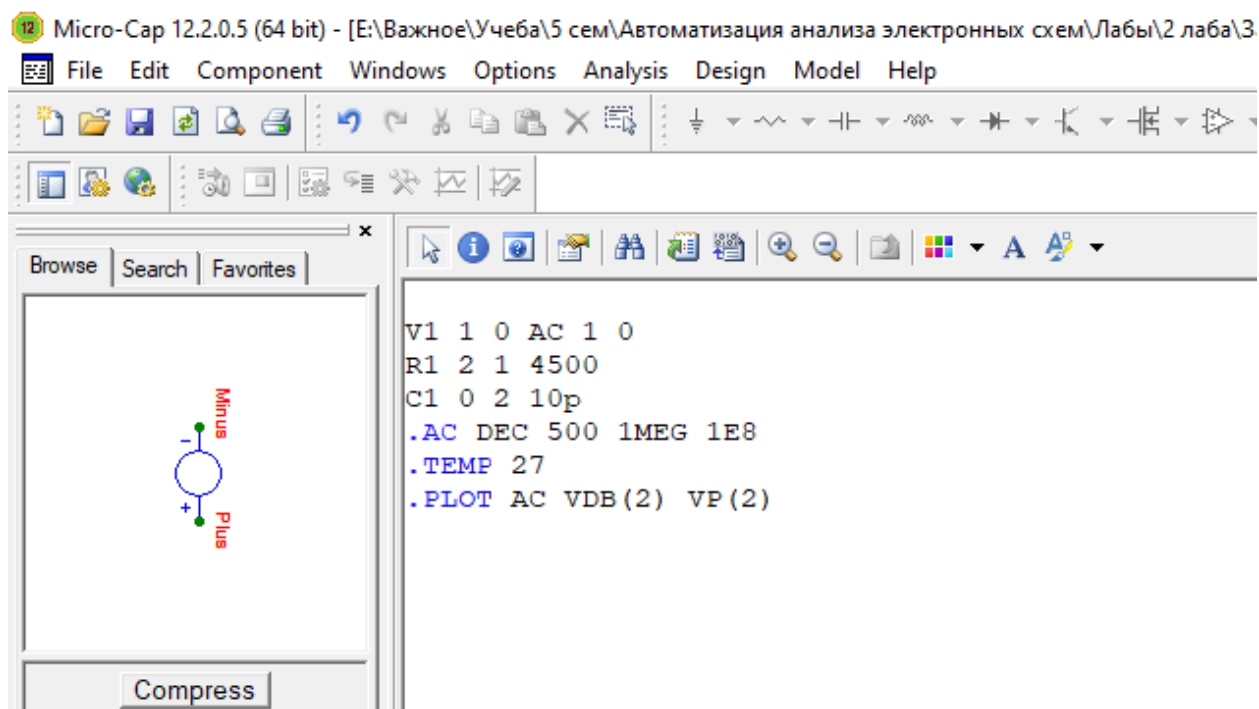 12 Micro-Cap 12.2.0.5 (64 bit) - [E:\Важное\Учеба\5 сем\Автоматизация анализа электронных схем\Лабы\2 лаба\З
File Edit Component Windows Options Analysis Design Model Help
Browse Search Favorites
Minus
Plus
Compress
V1 1 0 AC 1 0
R1 2 1 4500
C1 0 2 10p
.AC DEC 500 1MEG 1E8
.TEMP 27
.PLOT AC VDB(2) VP(2)